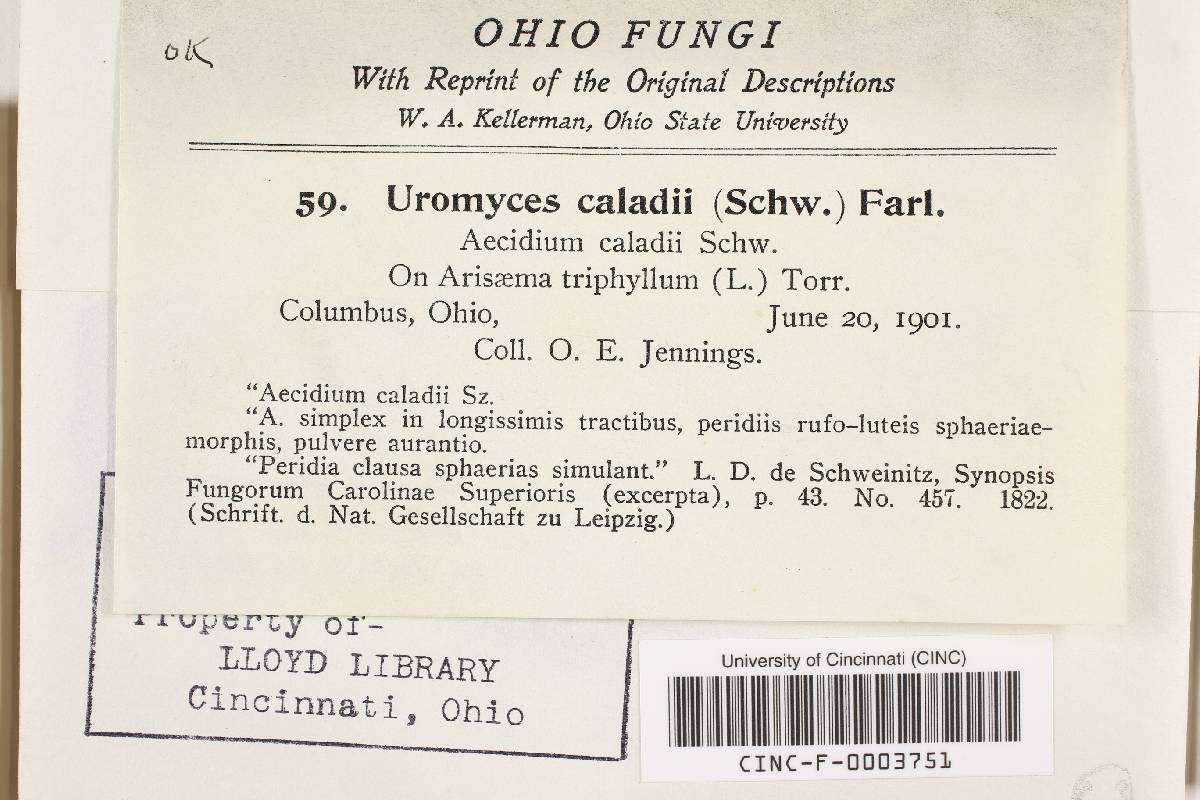 OK
OHIO FUNGI
With Reprint of the Original Descriptions
W. A. Kellerman, Ohio State University
59. Uromyces caladii (Schw.) Farl.
Aecidium caladii Schw.
On Arisæma triphyllum (L.) Torr.
Columbus, Ohio, June 20, 1901.
Coll. O. E. Jennings.
"Aecidium caladii Sz.
"A. simplex in longissimis tractibus, peridiis rufo-luteis sphaeriae-
morphis, pulvere aurantio.
"Peridia clausa sphaerias simulant." L. D. de Schweinitz, Synopsis
Fungorum Carolinae Superioris (excerpta), p. 43. No. 457. 1822.
(Schrift. d. Nat. Gesellschaft zu Leipzig.)
Property of-
LLOYD LIBRARY
Cincinnati, Ohio
University of Cincinnati (CINC)
CINC-F-0003751